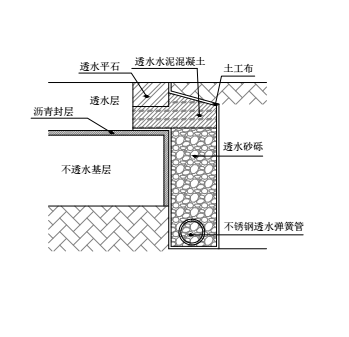 透水平石
透水水泥混凝土
土工布
透水层
沥青封层
透水砂砾
不透水基层
不锈钢透水弹簧管